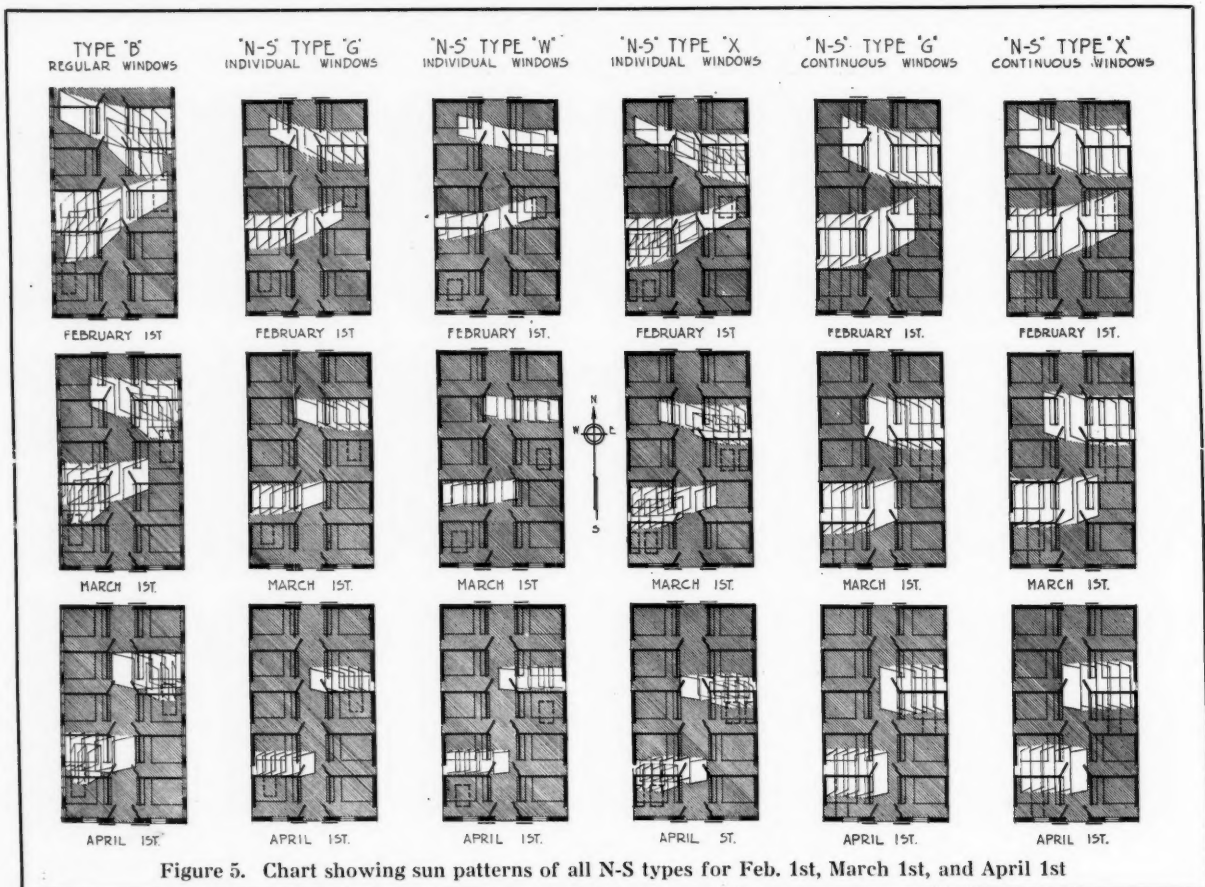 TYPE "B"
REGULAR WINDOWS
"N-S" TYPE "G"
INDIVIDUAL WINDOWS
"N-S" TYPE "W"
INDIVIDUAL WINDOWS
"N-S" TYPE "X
INDIVIDUAL WINDOWS
"N-S" TYPE "G"
CONTINUOUS WINDOWS
"N-S" TYPE "X"
CONTINUOUS WINDOWS
FEBRUARY 1ST
FEBRUARY 1ST.
FEBRUARY 1ST.
FEBRUARY 1ST
FEBRUARY 1ST.
FEBRUARY 1ST.
N
W E
S
MARCH 1ST.
MARCH 1ST.
MARCH 1ST
MARCH 1ST
MARCH 1ST.
MARCH 1ST.
APRIL 1ST.
APRIL 1ST.
APRIL 1ST.
APRIL ST.
APRIL 1ST.
APRIL 1ST.
Figure 5. Chart showing sun patterns of all N-S types for Feb. 1st, March 1st, and April 1st